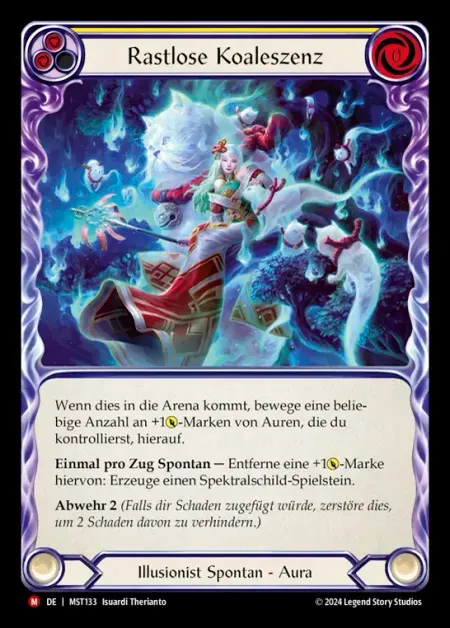 Rastlose Koaleszenz
0
Wenn dies in die Arena kommt, bewege eine belie-
bige Anzahl an +1-Marken von Auren, die du
kontrollierst, hierauf.
Einmal pro Zug Spontan — Entferne eine +1-Marke
hiervon: Erzeuge einen Spektralschild-Spielstein.
Abwehr 2 (Falls dir Schaden zugefügt würde, zerstöre dies,
um 2 Schaden davon zu verhindern.)
Illusionist Spontan - Aura
M DE | MST133 Isuardi Therianto © 2024 Legend Story Studios